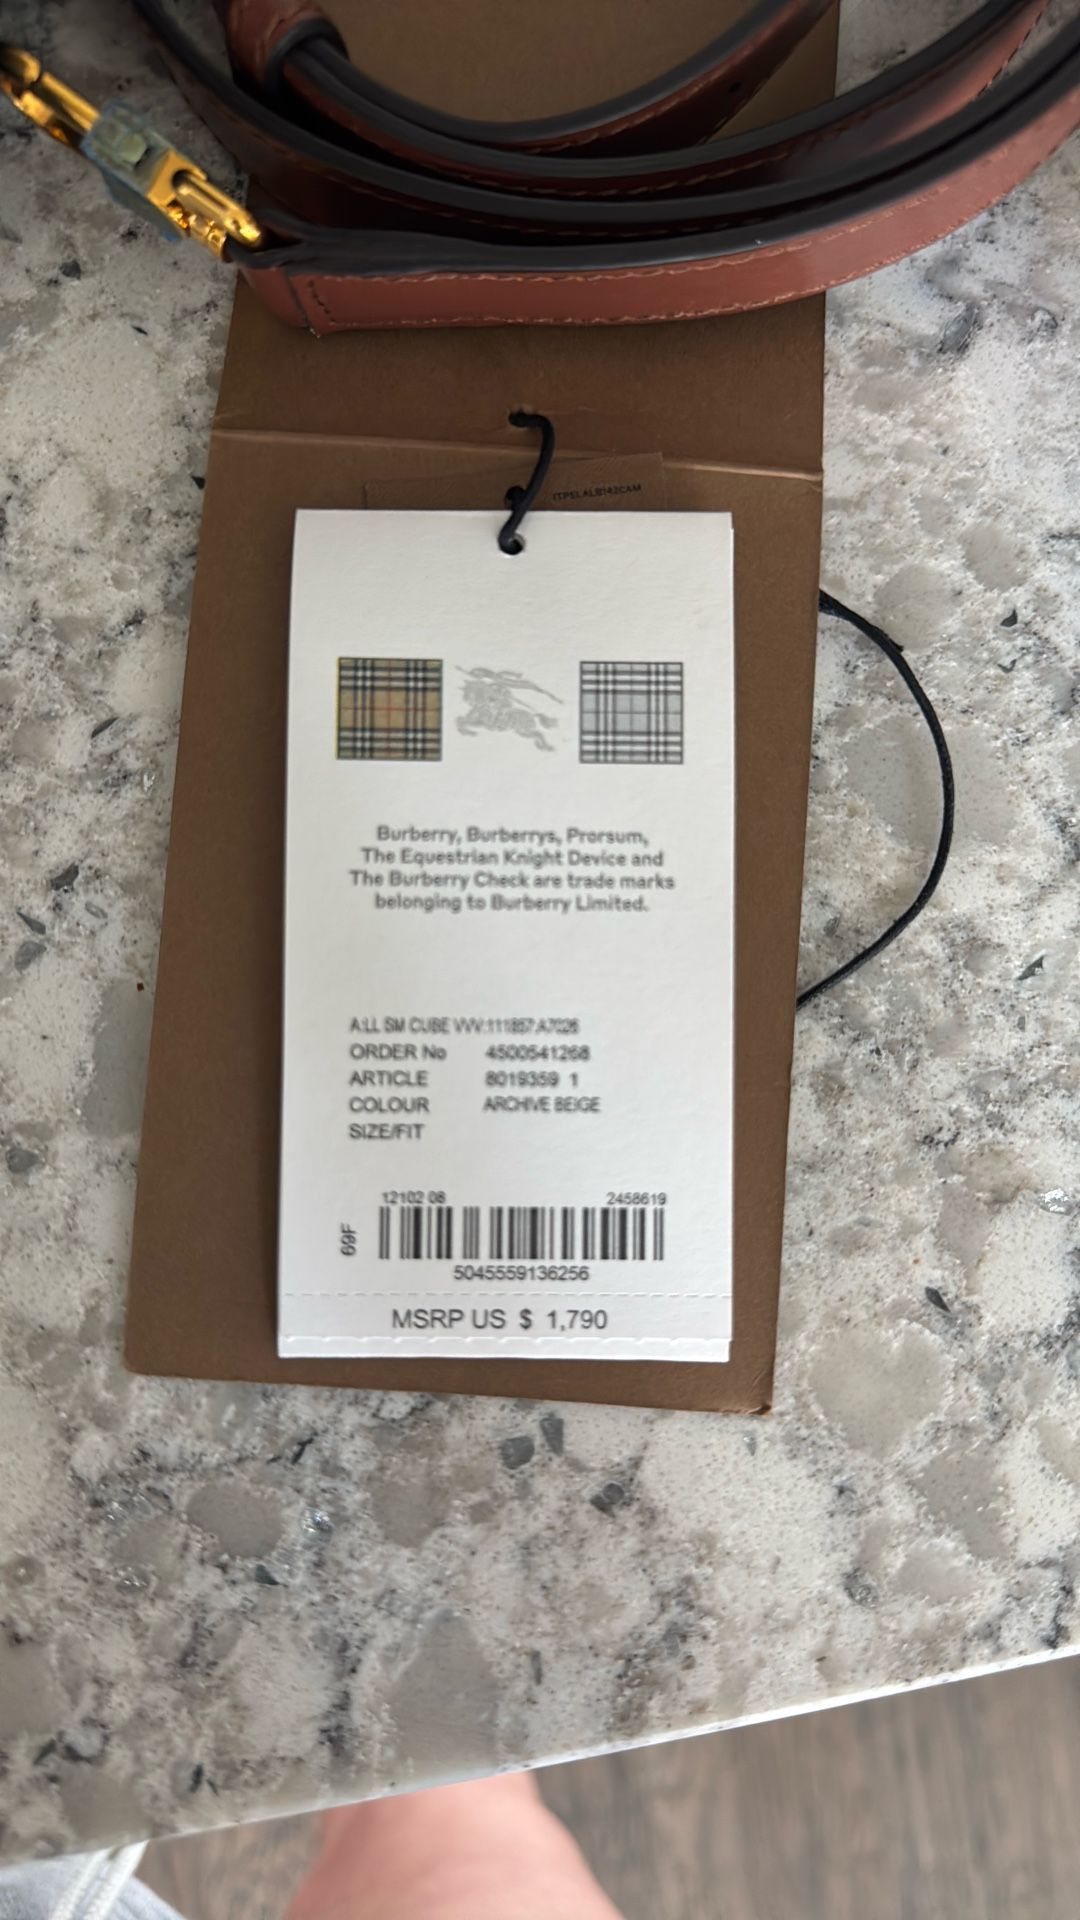 ITPELALB142CAM
Burberry, Burberrys, Prorsum,
The Equestrian Knight Device and
The Burberry Check are trade marks
belonging to Burberry Limited.
A:LL SM CUBE VVV:111857:A7026
ORDER No 4500541268
ARTICLE 8019359 1
COLOUR ARCHIVE BEIGE
SIZE/FIT
12102 08 2458619
69F
5045559136256
MSRP US $ 1,790